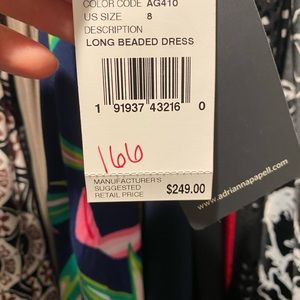 COLOR CODE AG410
US SIZE 8
DESCRIPTION
LONG BEADED DRESS
1 91937 43216 0
166
MANUFACTURER'S
SUGGESTED
RETAIL PRICE $249.00
www.adriannapapell.com